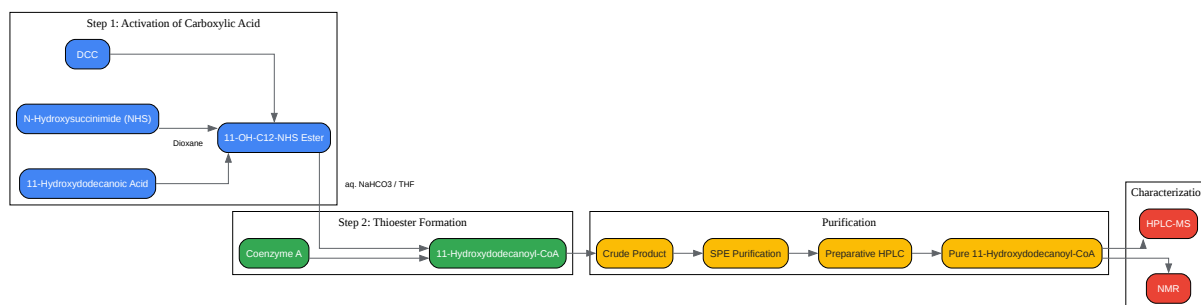 Step 1: Activation of Carboxylic Acid
DCC
N-Hydroxysuccinimide (NHS)
11-OH-C12-NHS Ester
Dioxane
11-Hydroxydodecanoic Acid
aq. NaHCO3 / THF
Step 2: Thioester Formation
Coenzyme A
11-Hydroxydodecanoyl-CoA
Purification
Crude Product
SPE Purification
Preparative HPLC
Pure 11-Hydroxydodecanoyl-CoA
Characterizatio
HPLC-MS
NMR